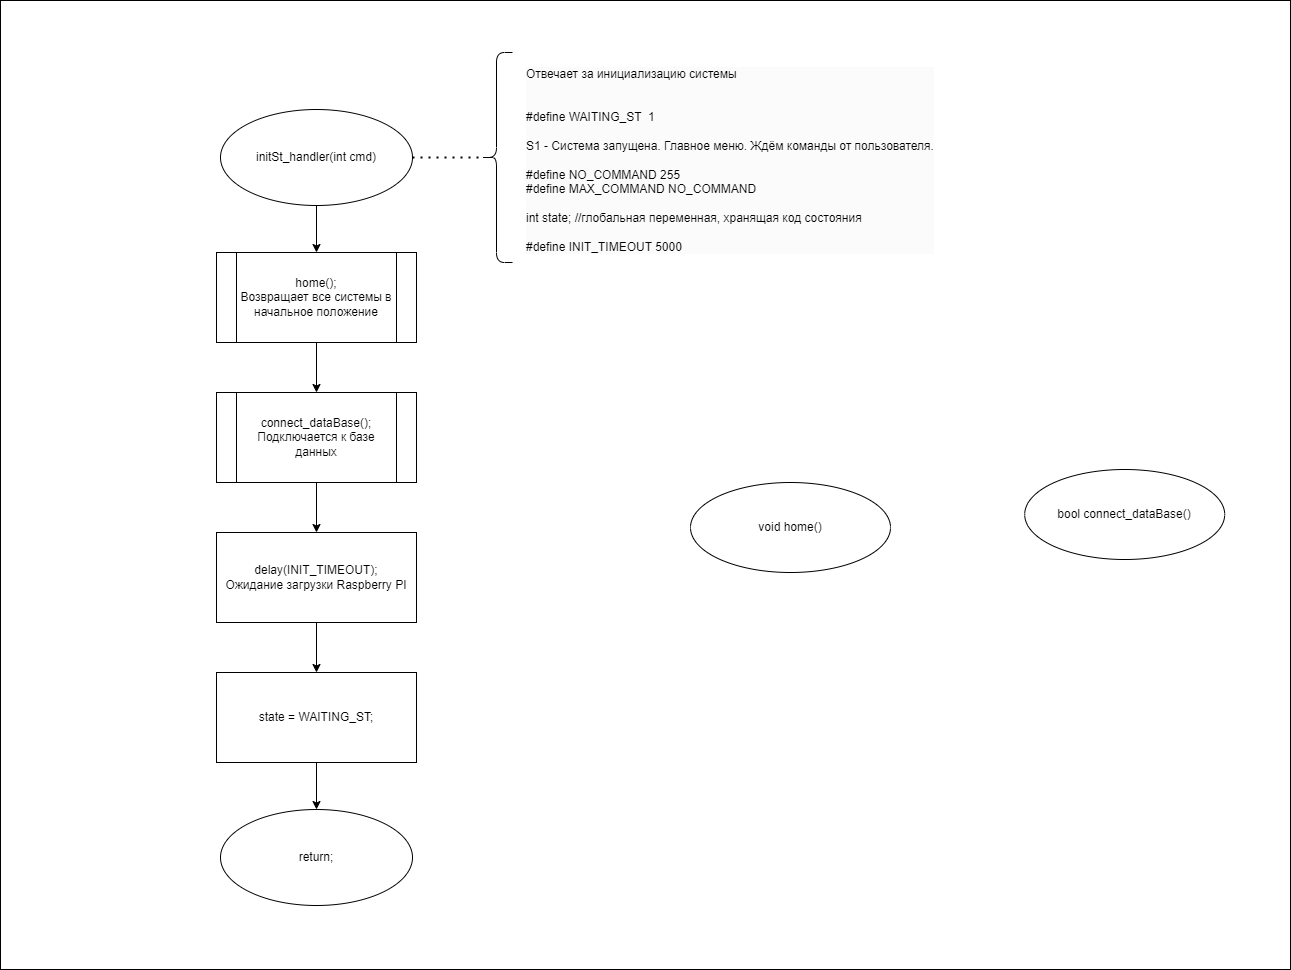 Отвечает за инициализацию системы
#define WAITING_ST  1
S1 - Система запущена. Главное меню. Ждём команды от пользователя.
#define NO_COMMAND 255
#define MAX_COMMAND NO_COMMAND
int state; //глобальная переменная, хранящая код состояния
#define INIT_TIMEOUT 5000
initSt_handler(int cmd)
home();
Возвращает все системы в
начальное положение
connect_dataBase();
Подключается к базе
данных
delay(INIT_TIMEOUT);
Ожидание загрузки Raspberry PI
state = WAITING_ST;
return;
void home()
bool connect_dataBase()